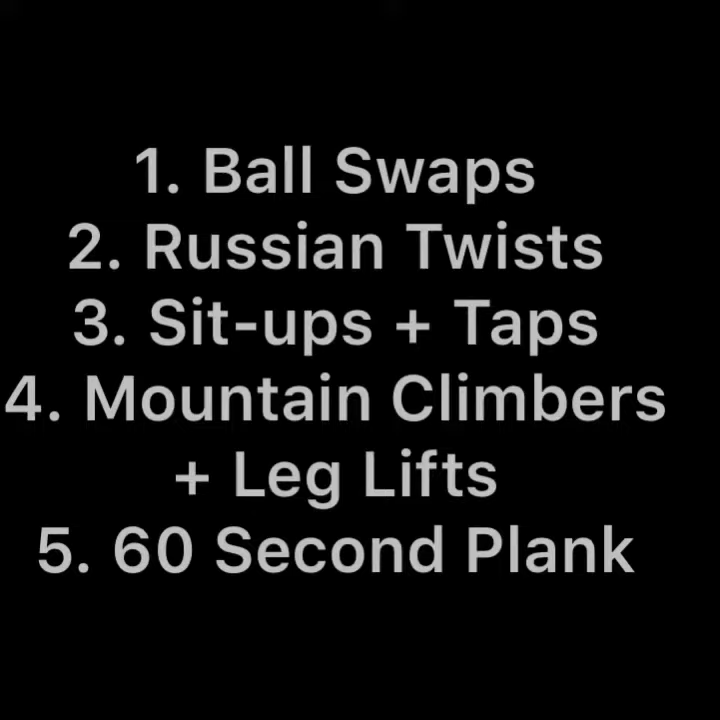 1. Ball Swaps
2. Russian Twists
3. Sit-ups + Taps
4. Mountain Climbers
+ Leg Lifts
5. 60 Second Plank